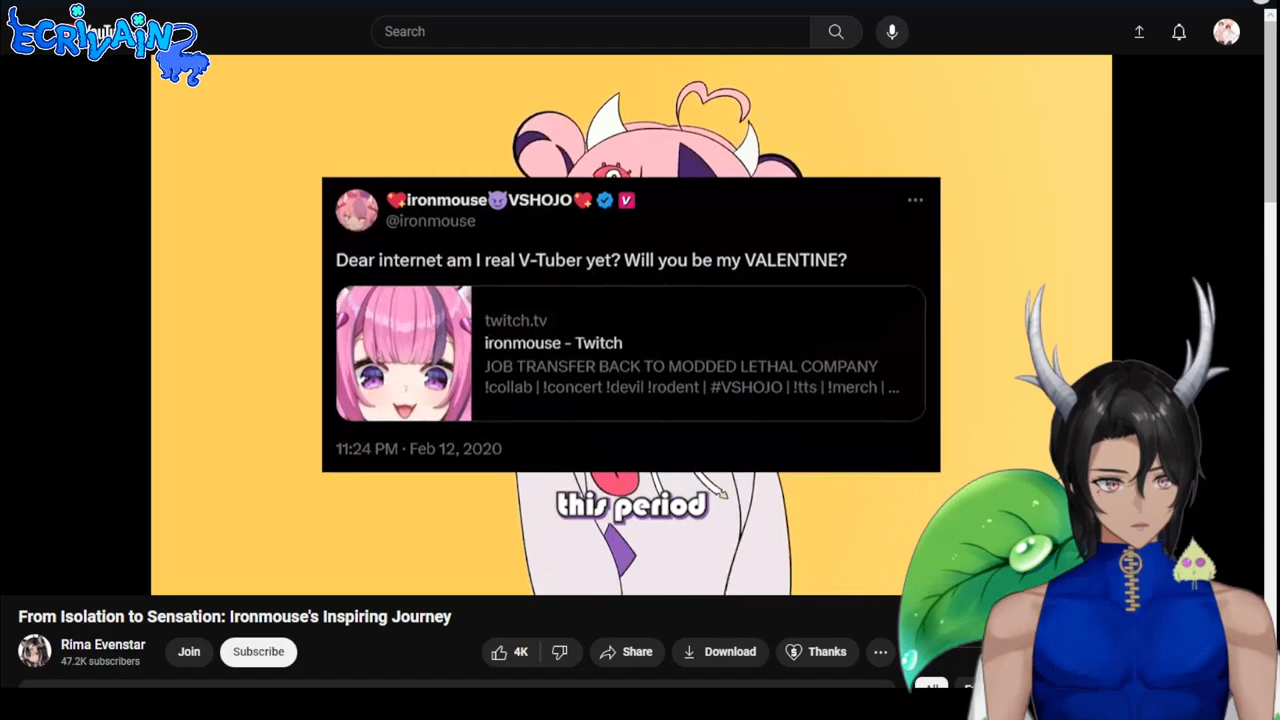 ECRIVAIN
Search
💖ironmouse😈VSHOJO💖
@ironmouse
Dear internet am I real V-Tuber yet? Will you be my VALENTINE?
twitch.tv
ironmouse - Twitch
JOB TRANSFER BACK TO MODDED LETHAL COMPANY
!collab | !concert !devil !rodent | #VSHOJO | !tts | !merch | ...
11:24 PM · Feb 12, 2020
this period
From Isolation to Sensation: Ironmouse's Inspiring Journey
Rima Evenstar
47.2K subscribers
Join
Subscribe
4K
Share
Download
Thanks